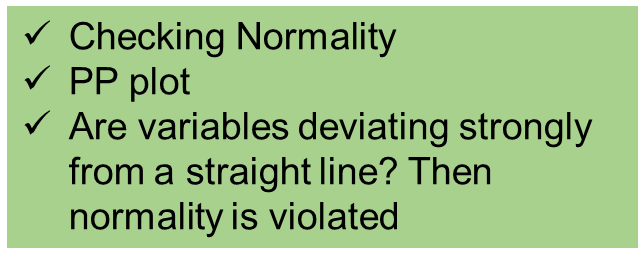 ✓ Checking Normality
✓ PP plot
✓ Are variables deviating strongly
from a straight line? Then
normality is violated